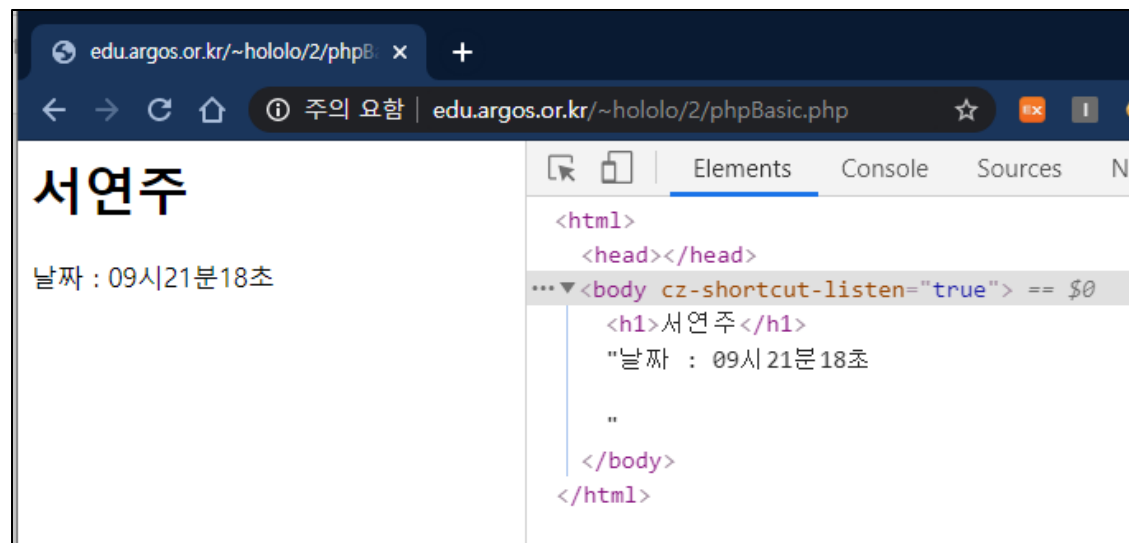 edu.argos.or.kr/~hololo/2/phpB
주의 요함 edu.argos.or.kr/~hololo/2/phpBasic.php
Elements Console Sources N
서연주
날짜 : 09시21분18초
<html>
<head></head>
<body cz-shortcut-listen="true"> == $0
<h1>서연주</h1>
"날짜 : 09시21분18초
"
</body>
</html>